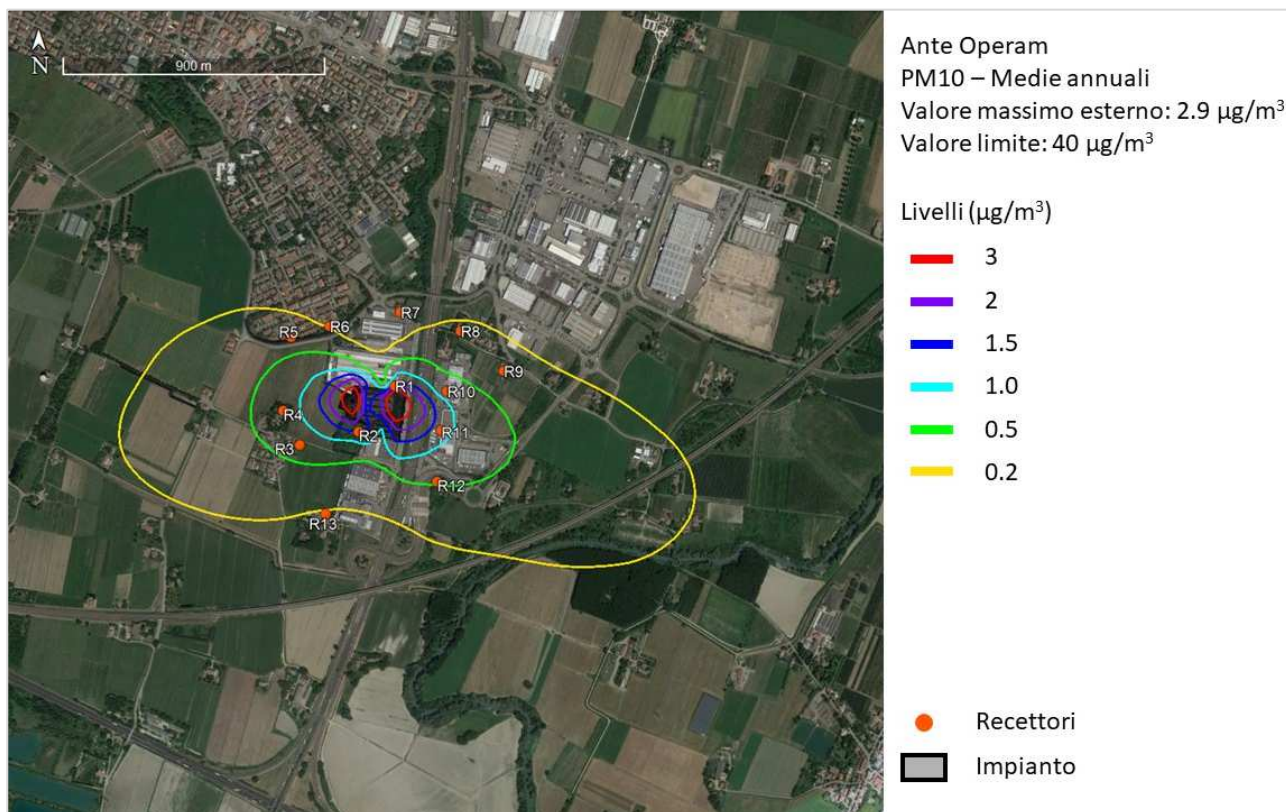 N
900 m
R7
R6
R5
R8
R9
R1
R10
R4
R2
R11
R3
R12
R13
Ante Operam
PM10 – Medie annuali
Valore massimo esterno: 2.9 µg/m³
Valore limite: 40 µg/m³
Livelli (µg/m³)
3
2
1.5
1.0
0.5
0.2
Recettori
Impianto